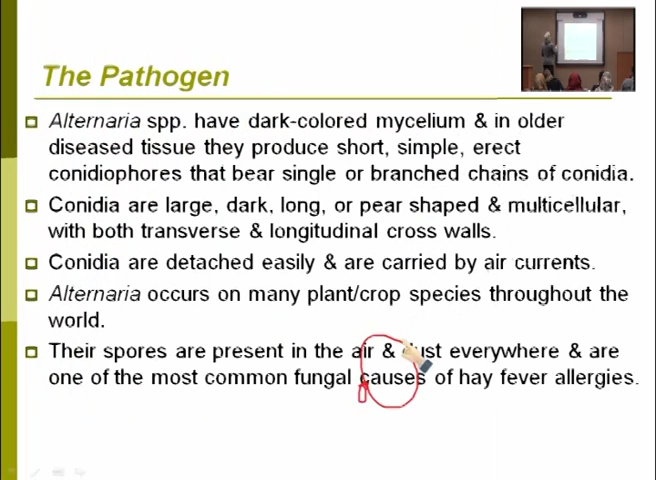 The Pathogen
Alternaria spp. have dark-colored mycelium & in older
diseased tissue they produce short, simple, erect
conidiophores that bear single or branched chains of conidia.
Conidia are large, dark, long, or pear shaped & multicellular,
with both transverse & longitudinal cross walls.
Conidia are detached easily & are carried by air currents.
Alternaria occurs on many plant/crop species throughout the
world.
Their spores are present in the air & dust everywhere & are
one of the most common fungal causes of hay fever allergies.